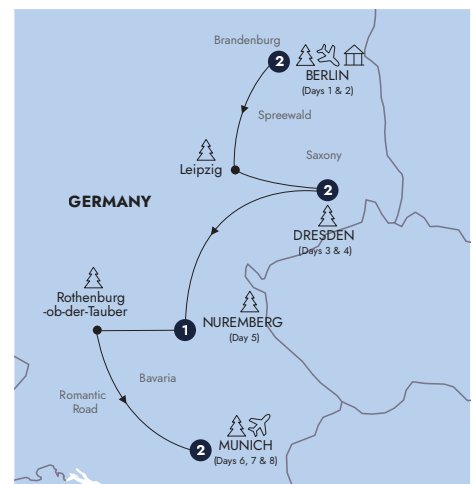 Brandenburg
2
BERLIN
(Days 1 & 2)
Spreewald
Saxony
Leipzig
2
GERMANY
DRESDEN
(Days 3 & 4)
Rothenburg
-ob-der-Tauber
1
NUREMBERG
(Day 5)
Bavaria
Romantic
Road
2
MUNICH
(Days 6, 7 & 8)